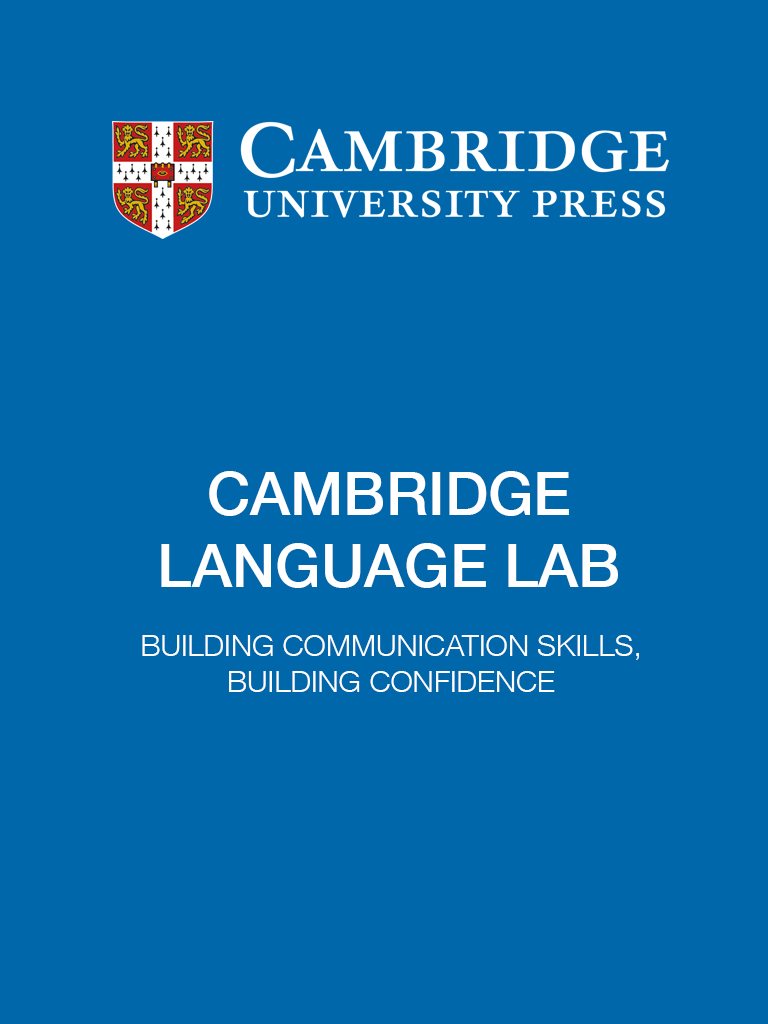 CAMBRIDGE
UNIVERSITY PRESS
CAMBRIDGE
LANGUAGE LAB
BUILDING COMMUNICATION SKILLS,
BUILDING CONFIDENCE